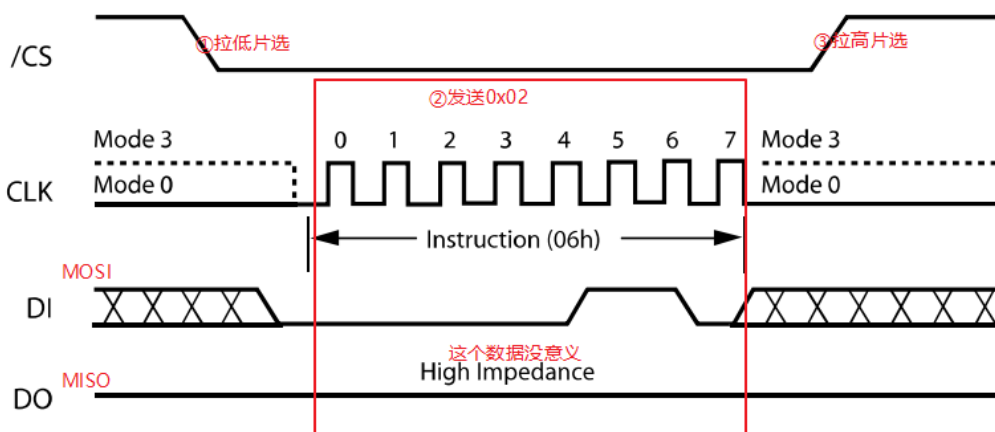 /CS
①拉低片选
③拉高片选
②发送0x02
Mode 3
0 1 2 3 4 5 6 7
Mode 3
CLK
Mode 0
Mode 0
Instruction (06h)
MOSI
DI
这个数据没意义
High Impedance
MISO
DO